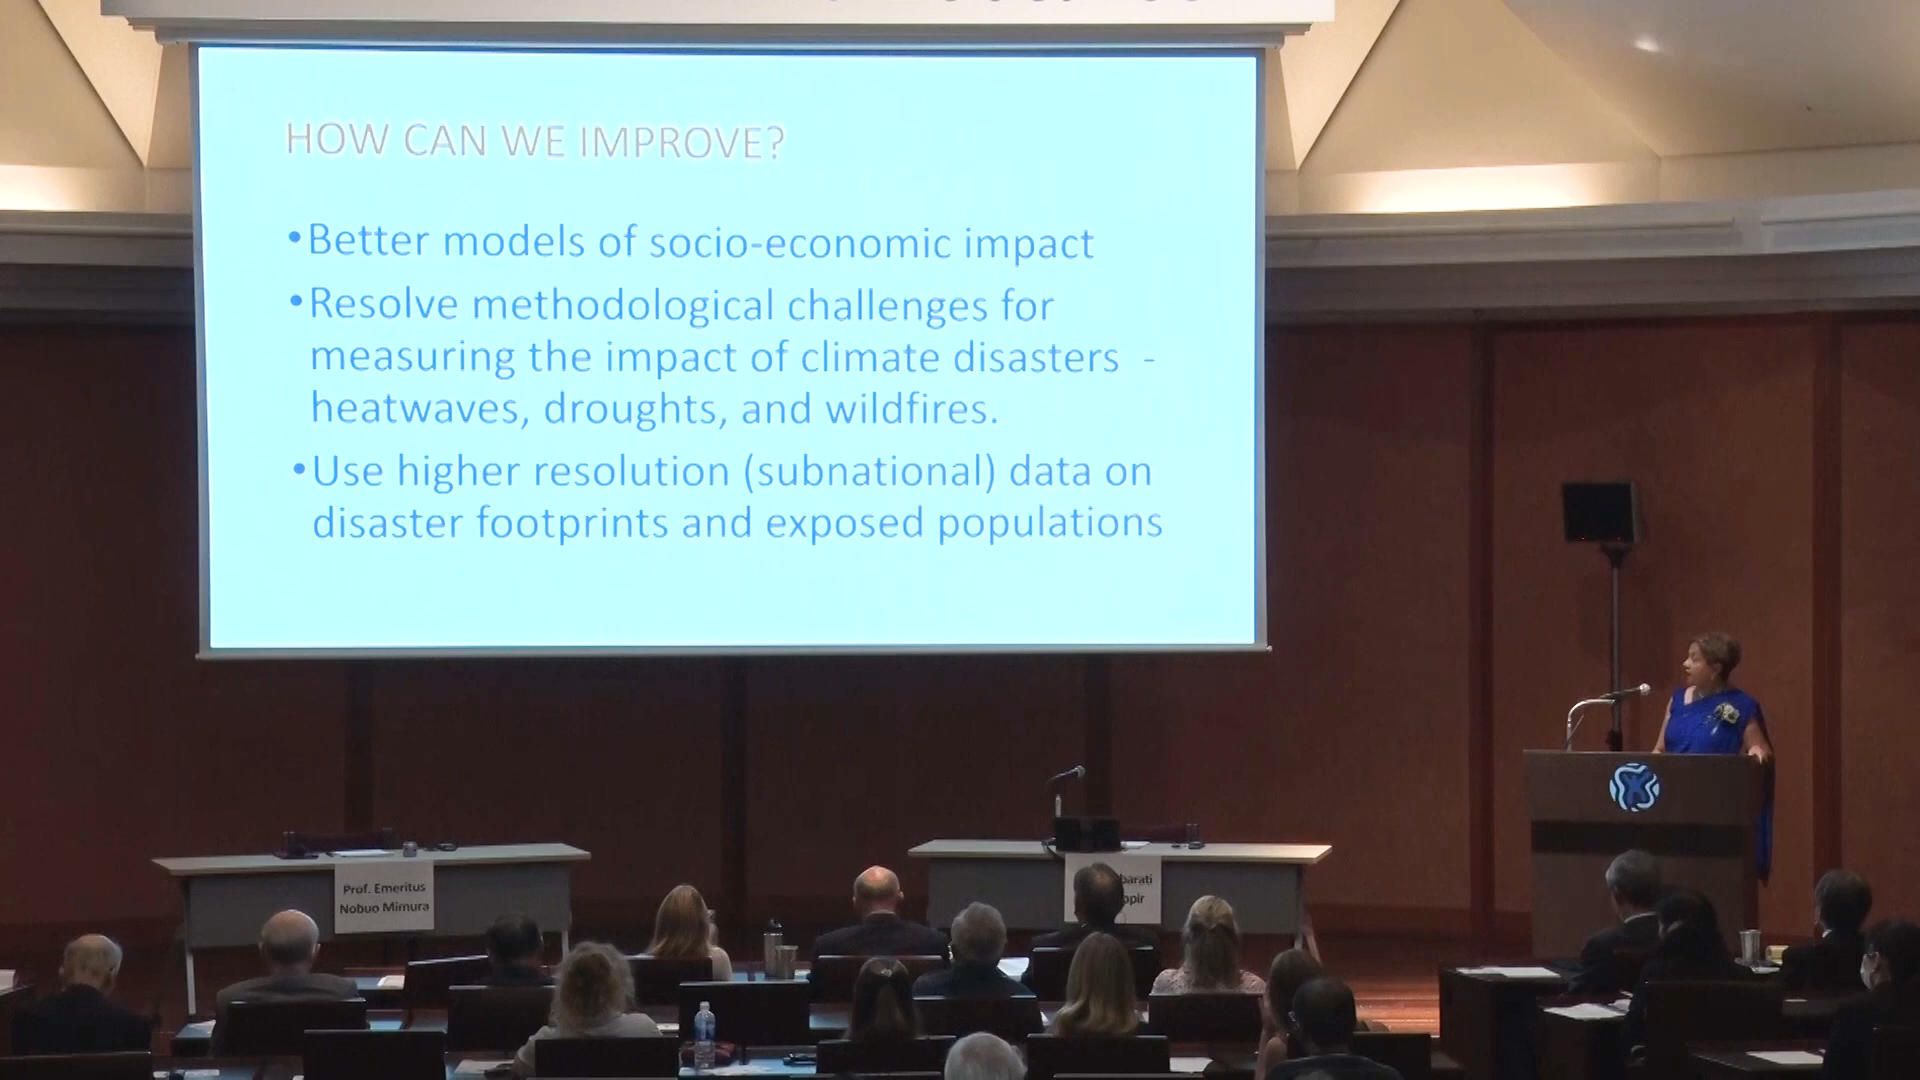 HOW CAN WE IMPROVE?
•Better models of socio-economic impact
•Resolve methodological challenges for
measuring the impact of climate disasters -
heatwaves, droughts, and wildfires.
•Use higher resolution (subnational) data on
disaster footprints and exposed populations
Prof. Emeritus
Nobuo Mimura